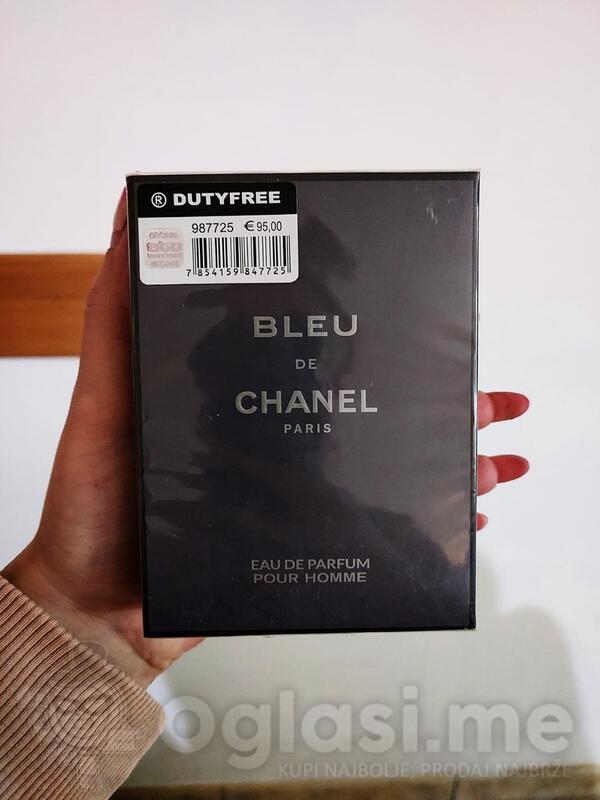 ® DUTYFREE
987725 €95,00
ORIGINAL
7 854159 847725
BLEU
DE
CHANEL
PARIS
EAU DE PARFUM
POUR HOMME
oglasi.me
KUPI NAJBOLJE, PRODAJ NAJBRŽE